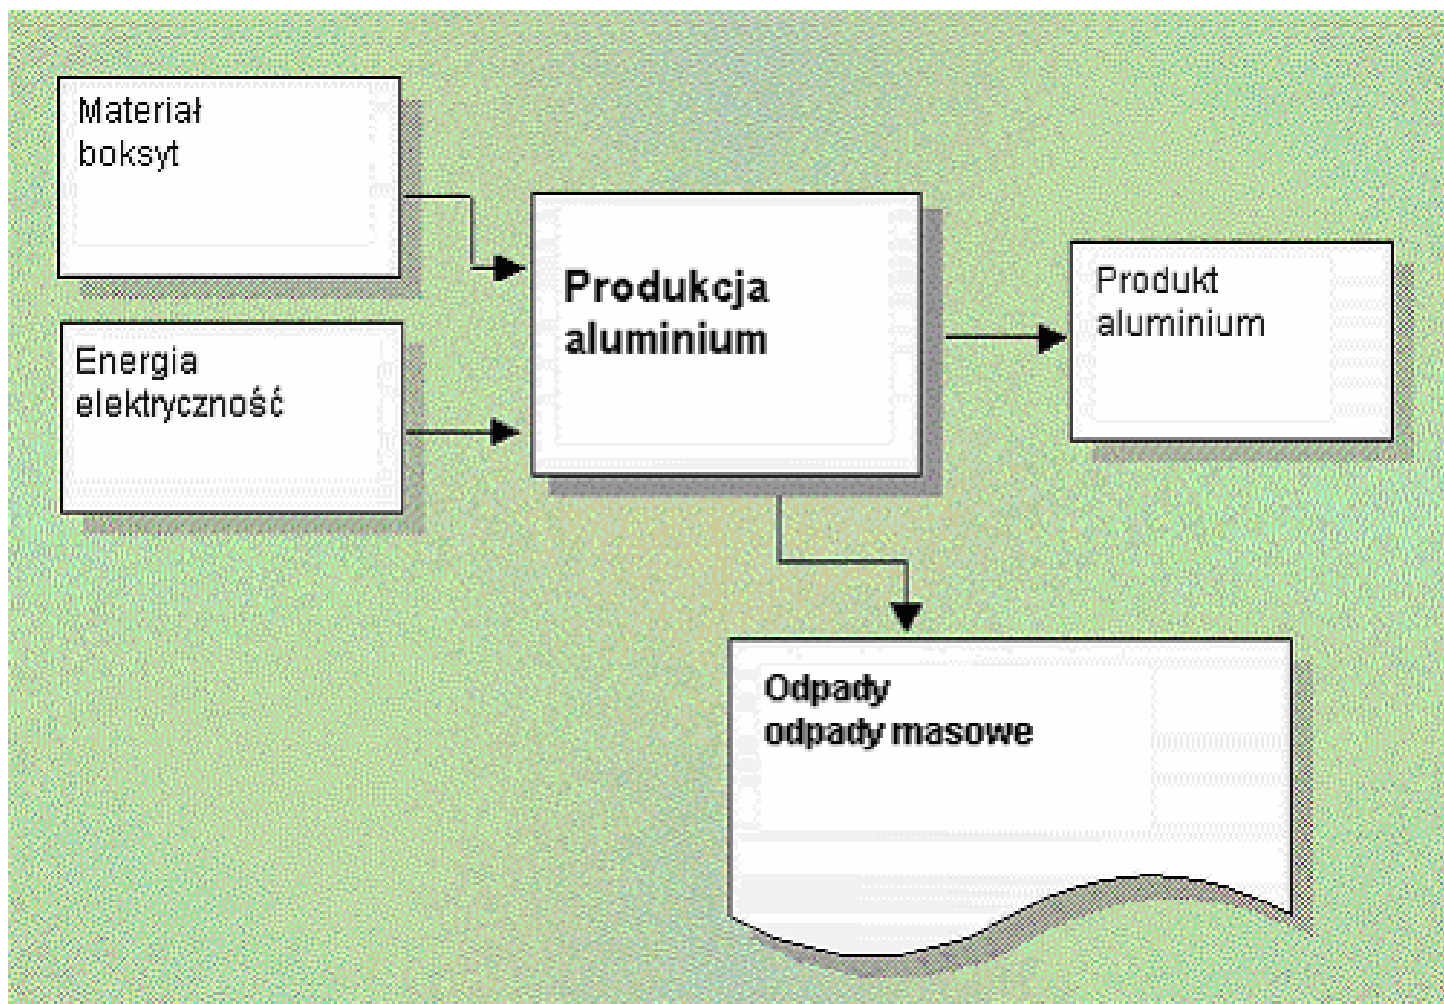 Materiał
boksyt
Energia
elektryczność
Produkcja
aluminium
Produkt
aluminium
Odpady
odpady masowe